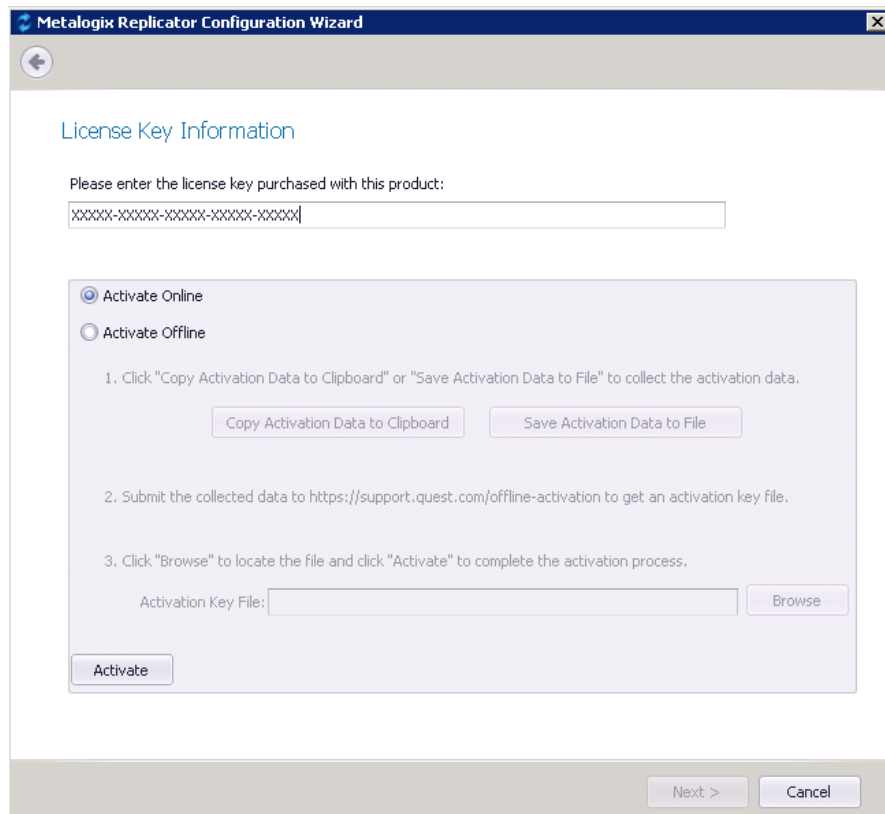 Metalogix Replicator Configuration Wizard
License Key Information
Please enter the license key purchased with this product:
XXXXX-XXXXX-XXXXX-XXXXX-XXXXX
Activate Online
Activate Offline
1. Click "Copy Activation Data to Clipboard" or "Save Activation Data to File" to collect the activation data.
Copy Activation Data to Clipboard Save Activation Data to File
2. Submit the collected data to https://support.quest.com/offline-activation to get an activation key file.
3. Click "Browse" to locate the file and click "Activate" to complete the activation process.
Activation Key File: Browse
Activate
Next > Cancel